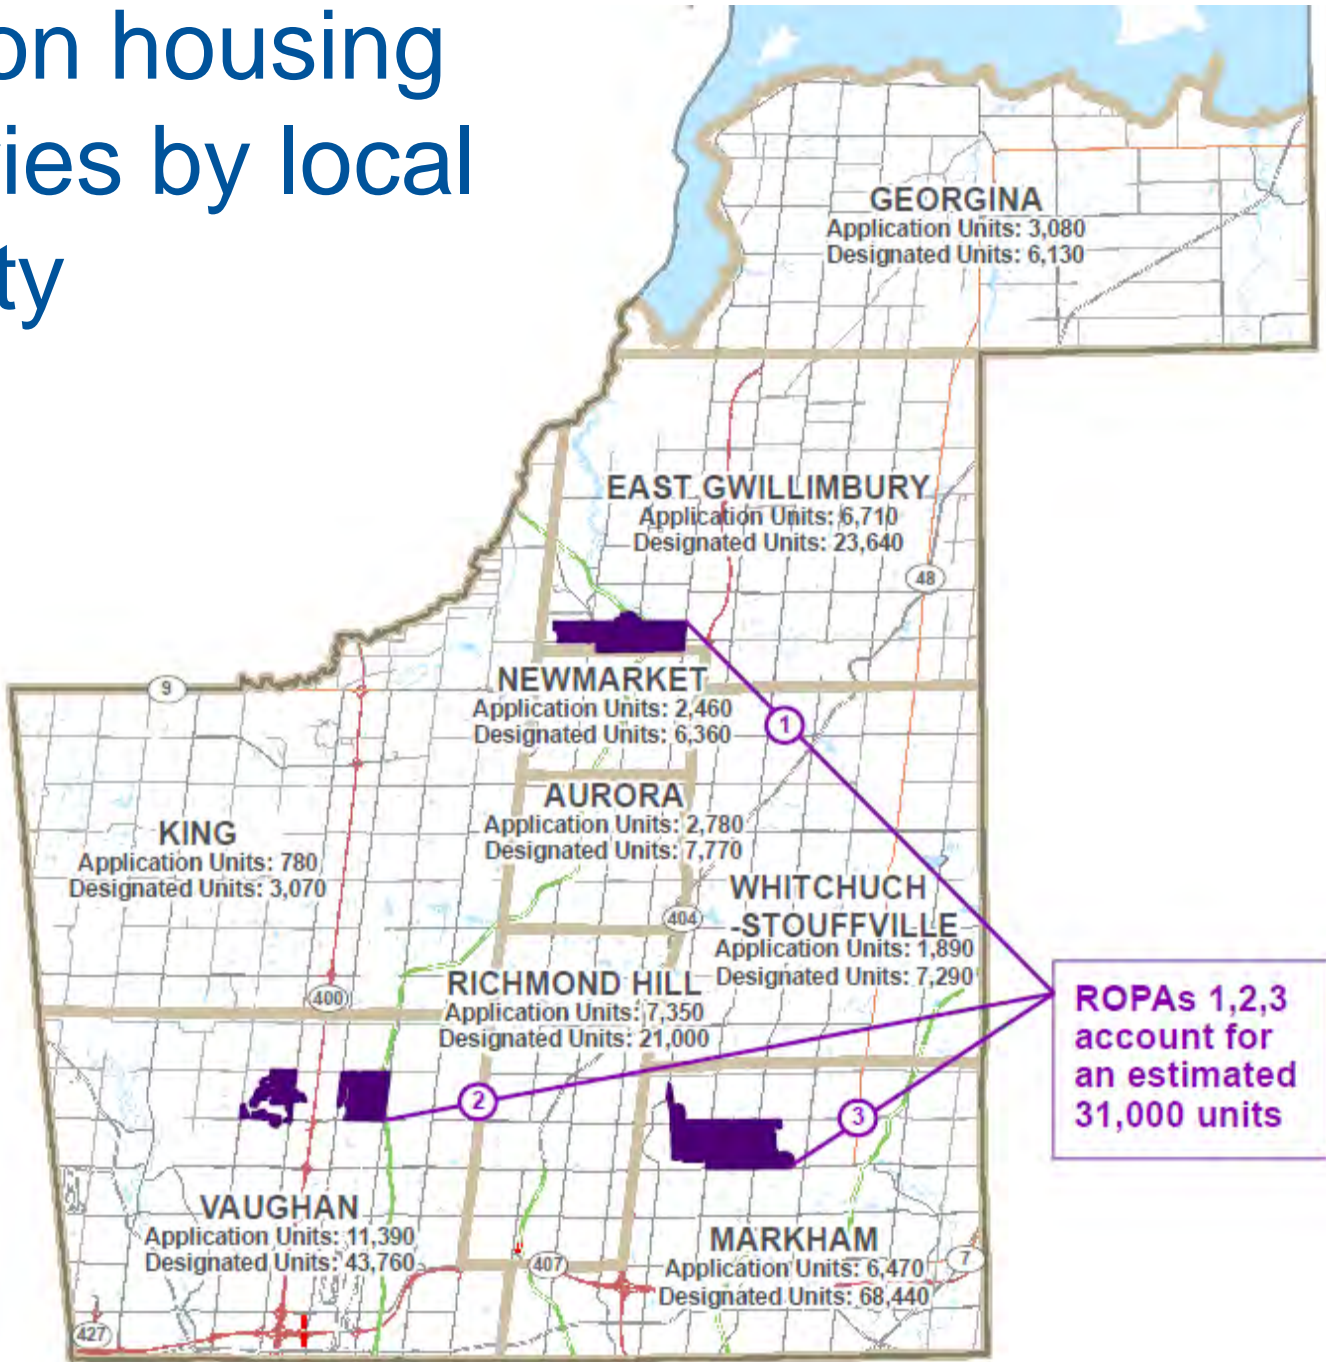 on housing
ies by local
ty
GEORGINA
Application Units: 3,080
Designated Units: 6,130
EAST GWILLIMBURY
Application Units: 6,710
Designated Units: 23,640
48
9
NEWMARKET
Application Units: 2,460
Designated Units: 6,360
1
AURORA
Application Units: 2,780
Designated Units: 7,770
KING
Application Units: 780
Designated Units: 3,070
WHITCHUCH
-STOUFFVILLE
Application Units: 1,890
Designated Units: 7,290
404
RICHMOND HILL
Application Units: 7,350
Designated Units: 21,000
400
ROPAs 1,2,3
account for
an estimated
31,000 units
2
3
VAUGHAN
Application Units: 11,390
Designated Units: 43,760
MARKHAM
Application Units: 6,470
Designated Units: 68,440
407
7
427